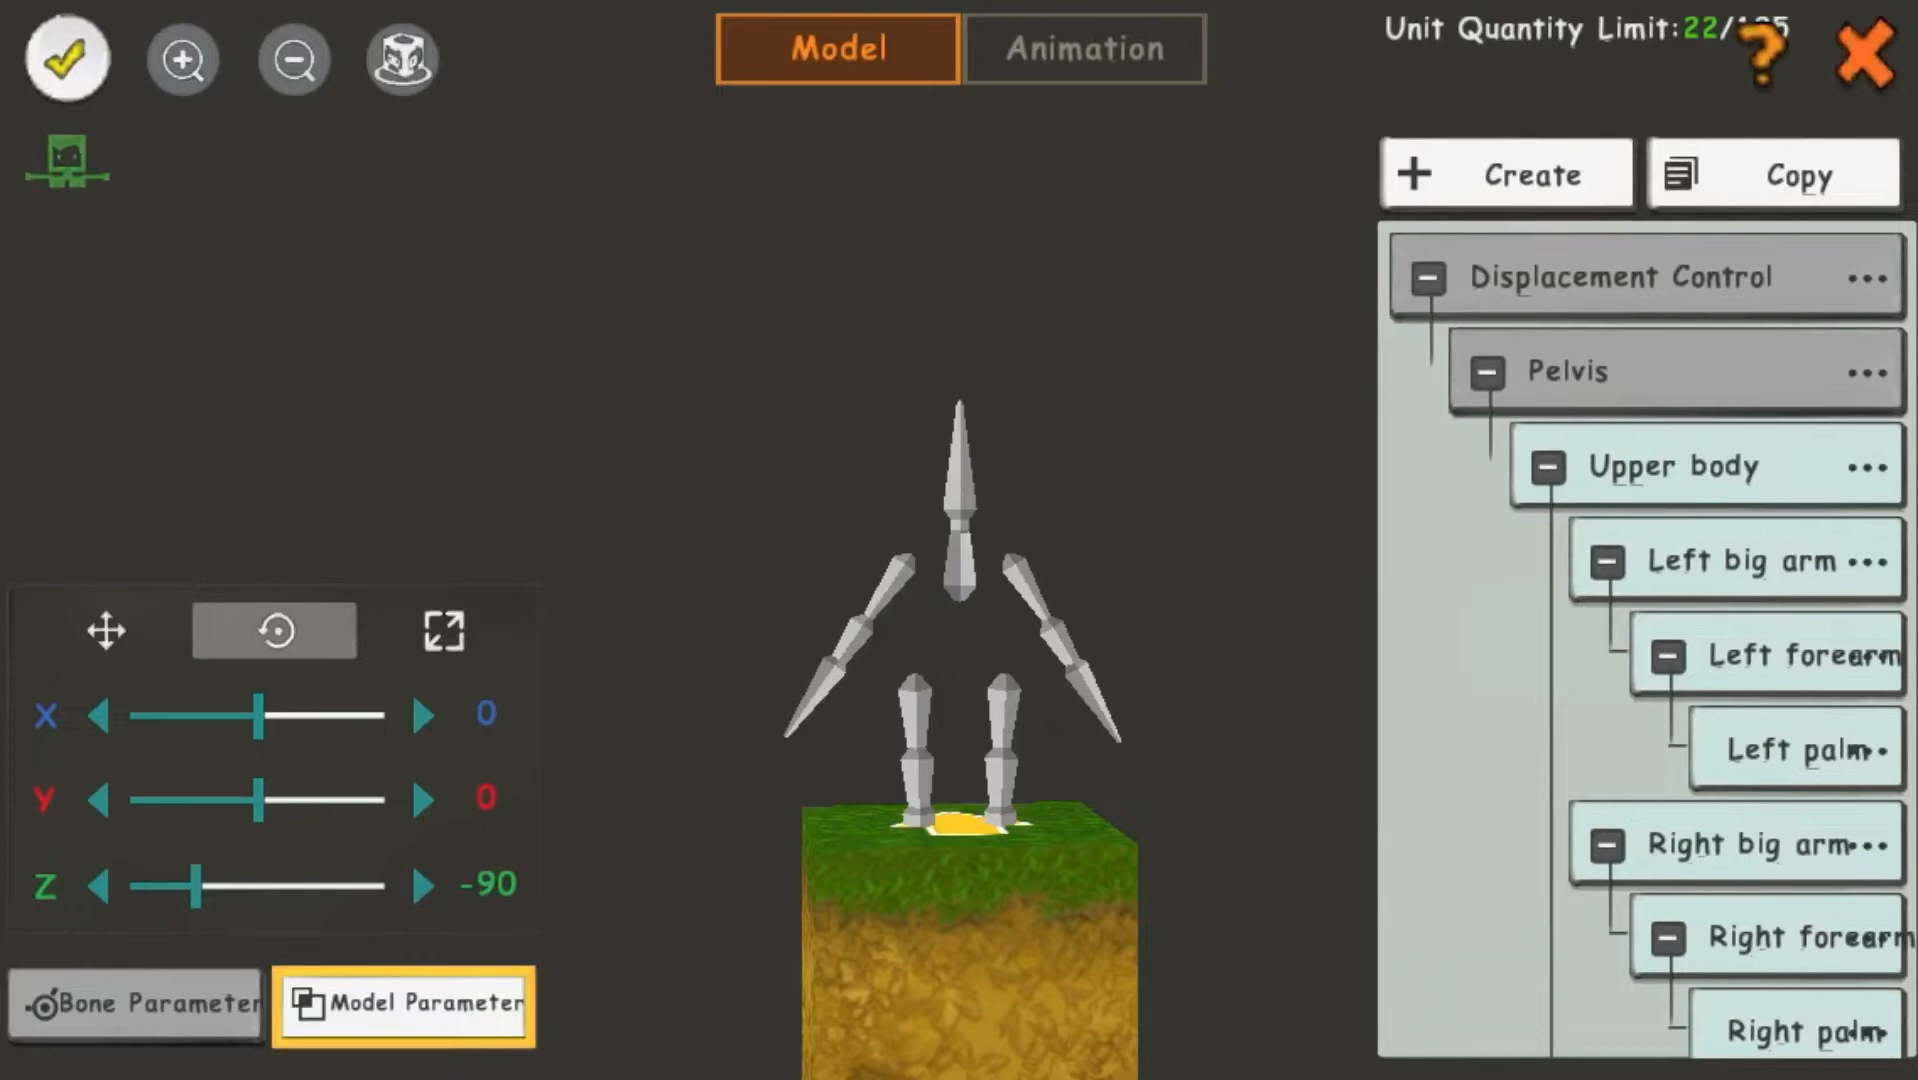 Model
Animation
Unit Quantity Limit:22/
Create
Copy
Displacement Control
Pelvis
Upper body
Left big arm
Left forearm
Left palm
Right big arm
Right forearm
Right palm
X 0
Y 0
Z -90
Bone Parameter
Model Parameter